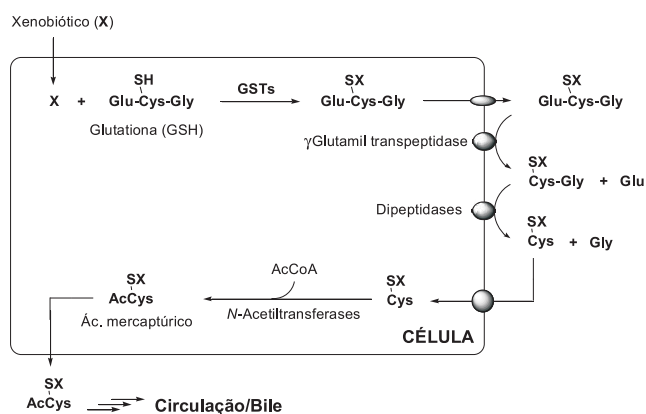 Xenobiótico (X)
SH
SX
SX
X + Glu-Cys-Gly
GSTs
Glu-Cys-Gly
Glu-Cys-Gly
Glutationa (GSH)
γGlutamil transpeptidase
SX
Cys-Gly + Glu
Dipeptidases
SX
Cys + Gly
AcCoA
SX
AcCys
SX
Cys
N-Acetiltransferases
Ác. mercaptúrico
CÉLULA
SX
AcCys
Circulação/Bile